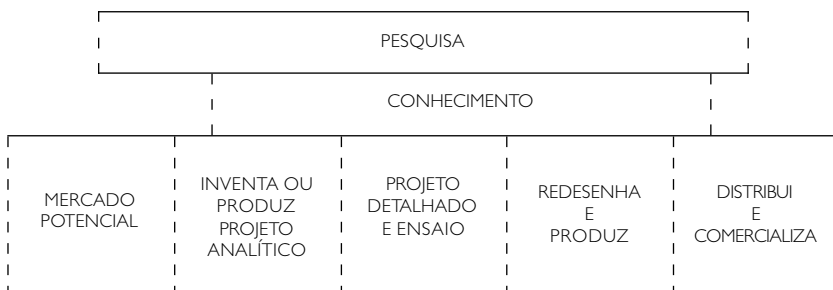 PESQUISA
CONHECIMENTO
MERCADO
POTENCIAL
INVENTA OU
PRODUZ
PROJETO
ANALÍTICO
PROJETO
DETALHADO
E ENSAIO
REDESENHA
E
PRODUZ
DISTRIBUI
E
COMERCIALIZA